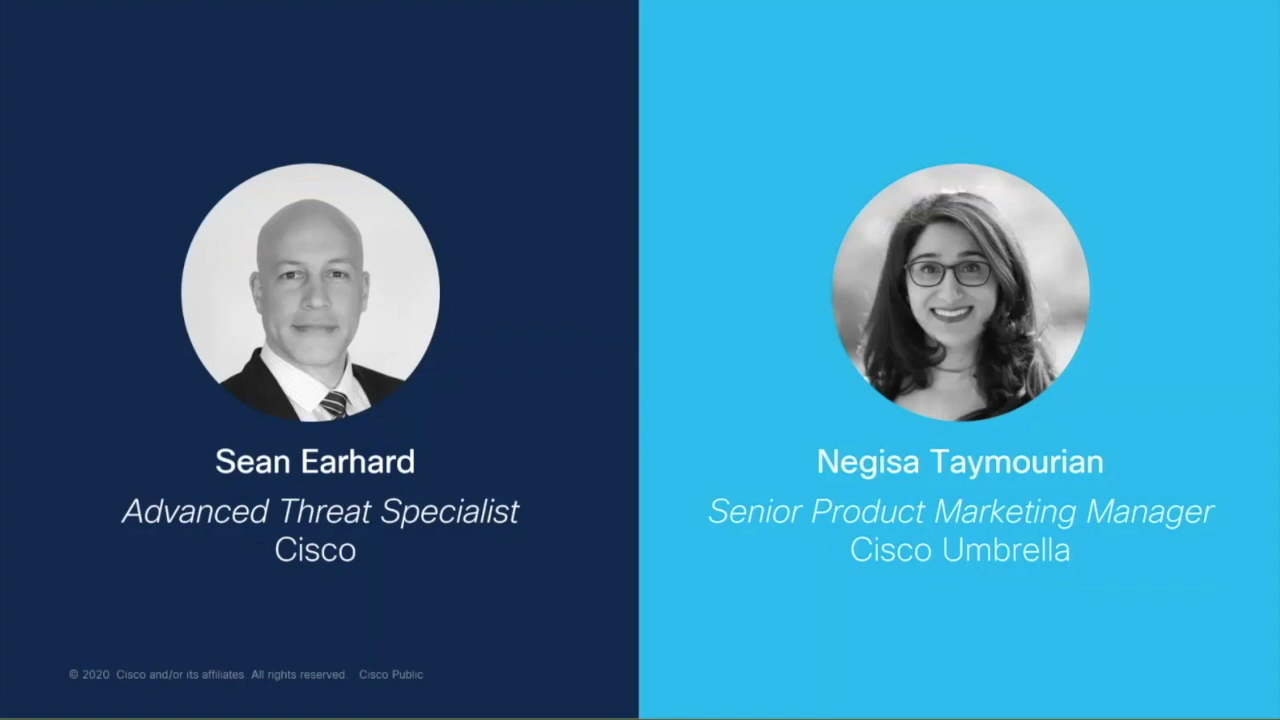 Sean Earhard
Advanced Threat Specialist
Cisco
Negisa Taymourian
Senior Product Marketing Manager
Cisco Umbrella
© 2020 Cisco and/or its affiliates. All rights reserved. Cisco Public